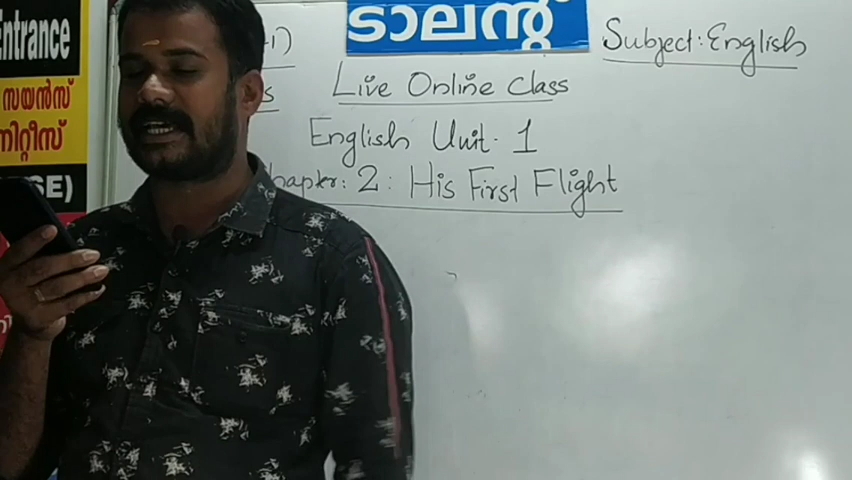 Entrance
സയൻസ്
ടാലന്റ്
Subject: English
Live Online Class
English Unit - 1
Chapter: 2: His First Flight